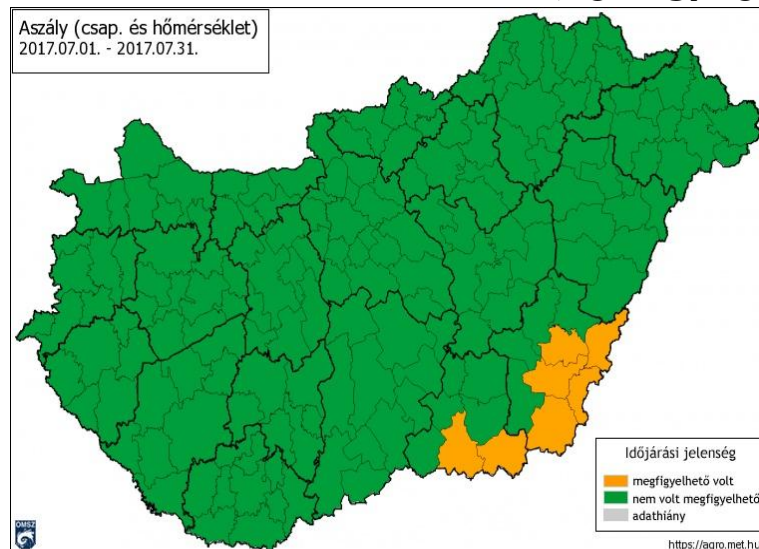 Aszály (csap. és hőmérséklet)
2017.07.01. - 2017.07.31.
Időjárási jelenség
megfigyelhető volt
nem volt megfigyelhető
adathiány
OMSZ
https://agro.met.hu